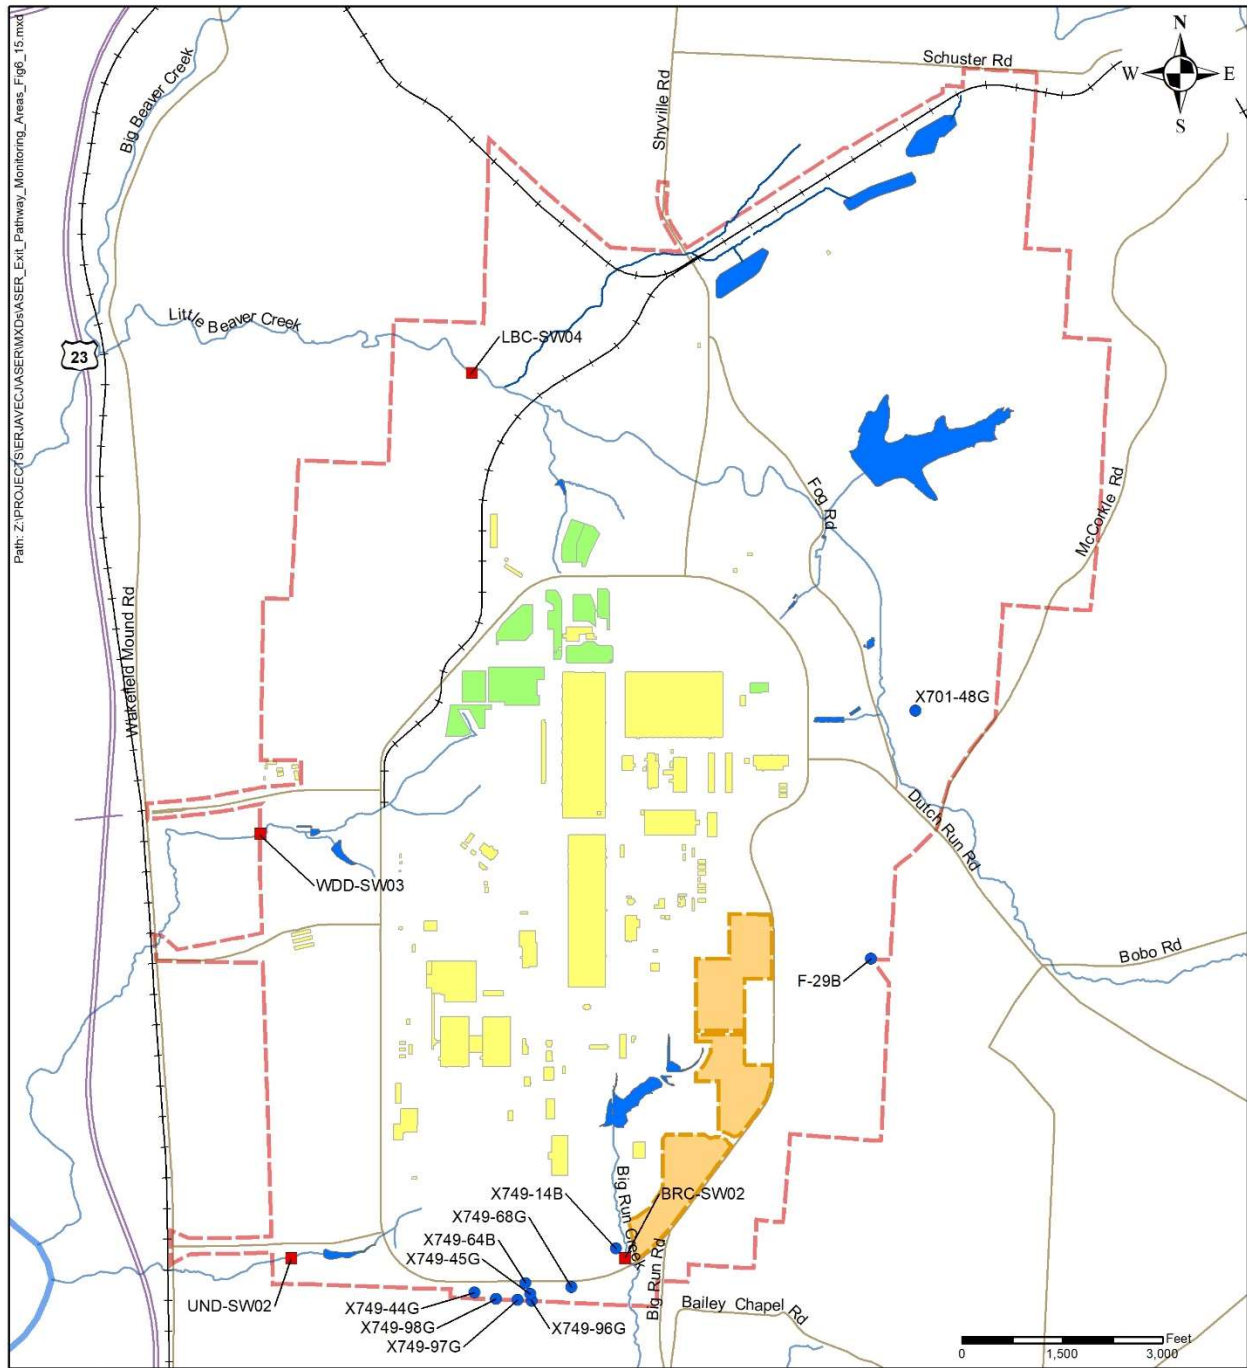 Path: Z:\PROJECTS\ERJAVECJ\ASER\MXDs\ASER_Exit_Pathway_Monitoring_Areas_Fig6_15.mxd
N
W E
S
Schuster Rd
Shyville Rd
Big Beaver Creek
Little Beaver Creek
23
LBC-SW04
Fog Rd
McCorkle Rd
Wakefield Mound Rd
X701-48G
Dutch Run Rd
WDD-SW03
Bobo Rd
F-29B
X749-14B
BRC-SW02
Big Run Creek
X749-68G
X749-64B
X749-45G
Big Run Rd
UND-SW02
X749-44G
X749-98G
X749-97G
X749-96G
Bailey Chapel Rd
Feet
0 1,500 3,000